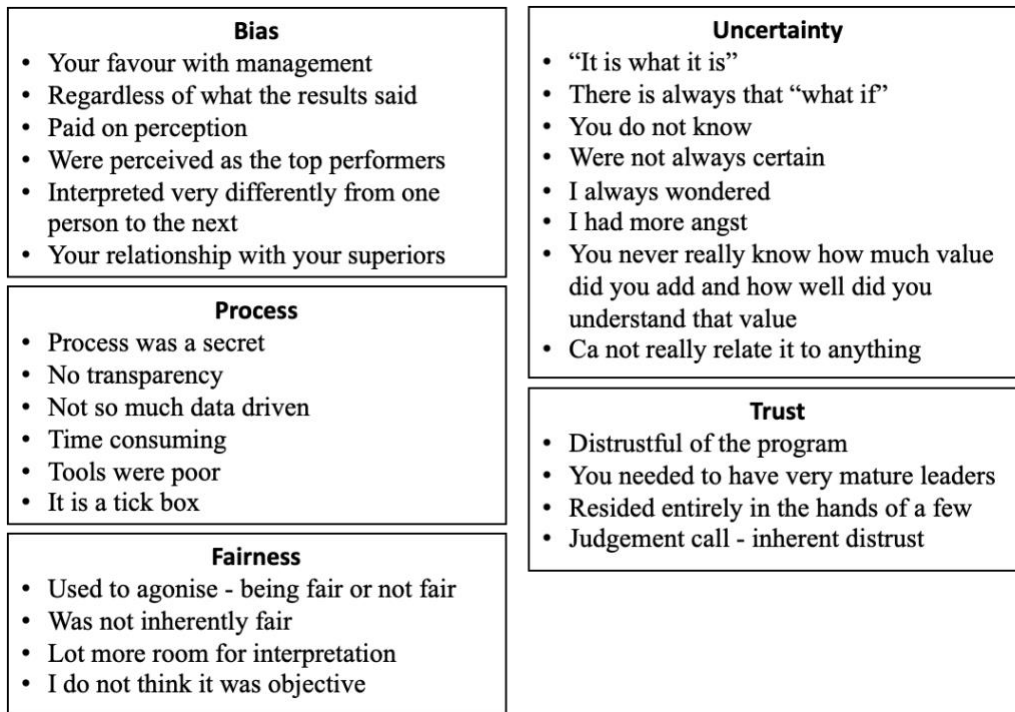 Bias
• Your favour with management
• Regardless of what the results said
• Paid on perception
• Were perceived as the top performers
• Interpreted very differently from one
person to the next
• Your relationship with your superiors
Process
• Process was a secret
• No transparency
• Not so much data driven
• Time consuming
• Tools were poor
• It is a tick box
Fairness
• Used to agonise - being fair or not fair
• Was not inherently fair
• Lot more room for interpretation
• I do not think it was objective
Uncertainty
• “It is what it is”
• There is always that “what if”
• You do not know
• Were not always certain
• I always wondered
• I had more angst
• You never really know how much value
did you add and how well did you
understand that value
• Ca not really relate it to anything
Trust
• Distrustful of the program
• You needed to have very mature leaders
• Resided entirely in the hands of a few
• Judgement call - inherent distrust